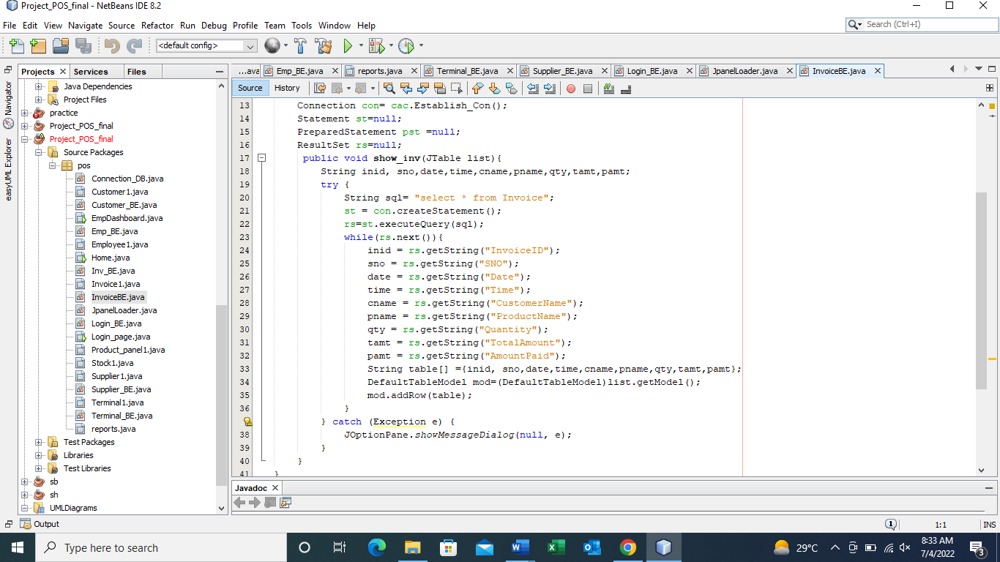 Project_POS_final - NetBeans IDE 8.2
File Edit View Navigate Source Refactor Run Debug Profile Team Tools Window Help
Search (Ctrl+I)
<default config>
Navigator
easyUML Explorer
Projects Services Files
Java Dependencies
Project Files
practice
Project_POS_final
Project_POS_final
Source Packages
pos
Connection_DB.java
Customer1.java
Customer_BE.java
EmpDashboard.java
Emp_BE.java
Employee1.java
Home.java
Inv_BE.java
Invoice1.java
InvoiceBE.java
JpanelLoader.java
Login_BE.java
Login_page.java
Product_panel1.java
Stock1.java
Supplier1.java
Supplier_BE.java
Terminal1.java
Terminal_BE.java
reports.java
Test Packages
Libraries
Test Libraries
sb
sh
UMLDiagrams
...ava Emp_BE.java reports.java Terminal_BE.java Supplier_BE.java Login_BE.java JpanelLoader.java InvoiceBE.java
Source History
13 Connection con= cac.Establish_Con();
14 Statement st=null;
15 PreparedStatement pst =null;
16 ResultSet rs=null;
17 public void show_inv(JTable list){
18 String inid, sno,date,time,cname,pname,qty,tamt,pamt;
19 try {
20 String sql= "select * from Invoice";
21 st = con.createStatement();
22 rs=st.executeQuery(sql);
23 while(rs.next()){
24 inid = rs.getString("InvoiceID");
25 sno = rs.getString("SNO");
26 date = rs.getString("Date");
27 time = rs.getString("Time");
28 cname = rs.getString("CustomerName");
29 pname = rs.getString("ProductName");
30 qty = rs.getString("Quantity");
31 tamt = rs.getString("TotalAmount");
32 pamt = rs.getString("AmountPaid");
33 String table[] ={inid, sno,date,time,cname,pname,qty,tamt,pamt};
34 DefaultTableModel mod=(DefaultTableModel)list.getModel();
35 mod.addRow(table);
36 }
} catch (Exception e) {
38 JOptionPane.showMessageDialog(null, e);
39 }
40 }
41 }
Javadoc
Output
1
1:1
INS
Type here to search
29°C
8:33 AM
7/4/2022
3